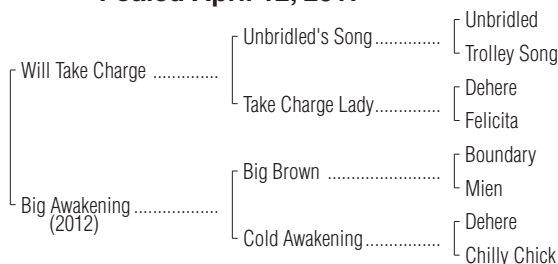 Foaled April 12, 2017
Unbridled
Unbridled's Song
Trolley Song
Will Take Charge
Dehere
Take Charge Lady
Felicita
Boundary
Big Brown
Mien
Big Awakening
(2012)
Dehere
Cold Awakening
Chilly Chick